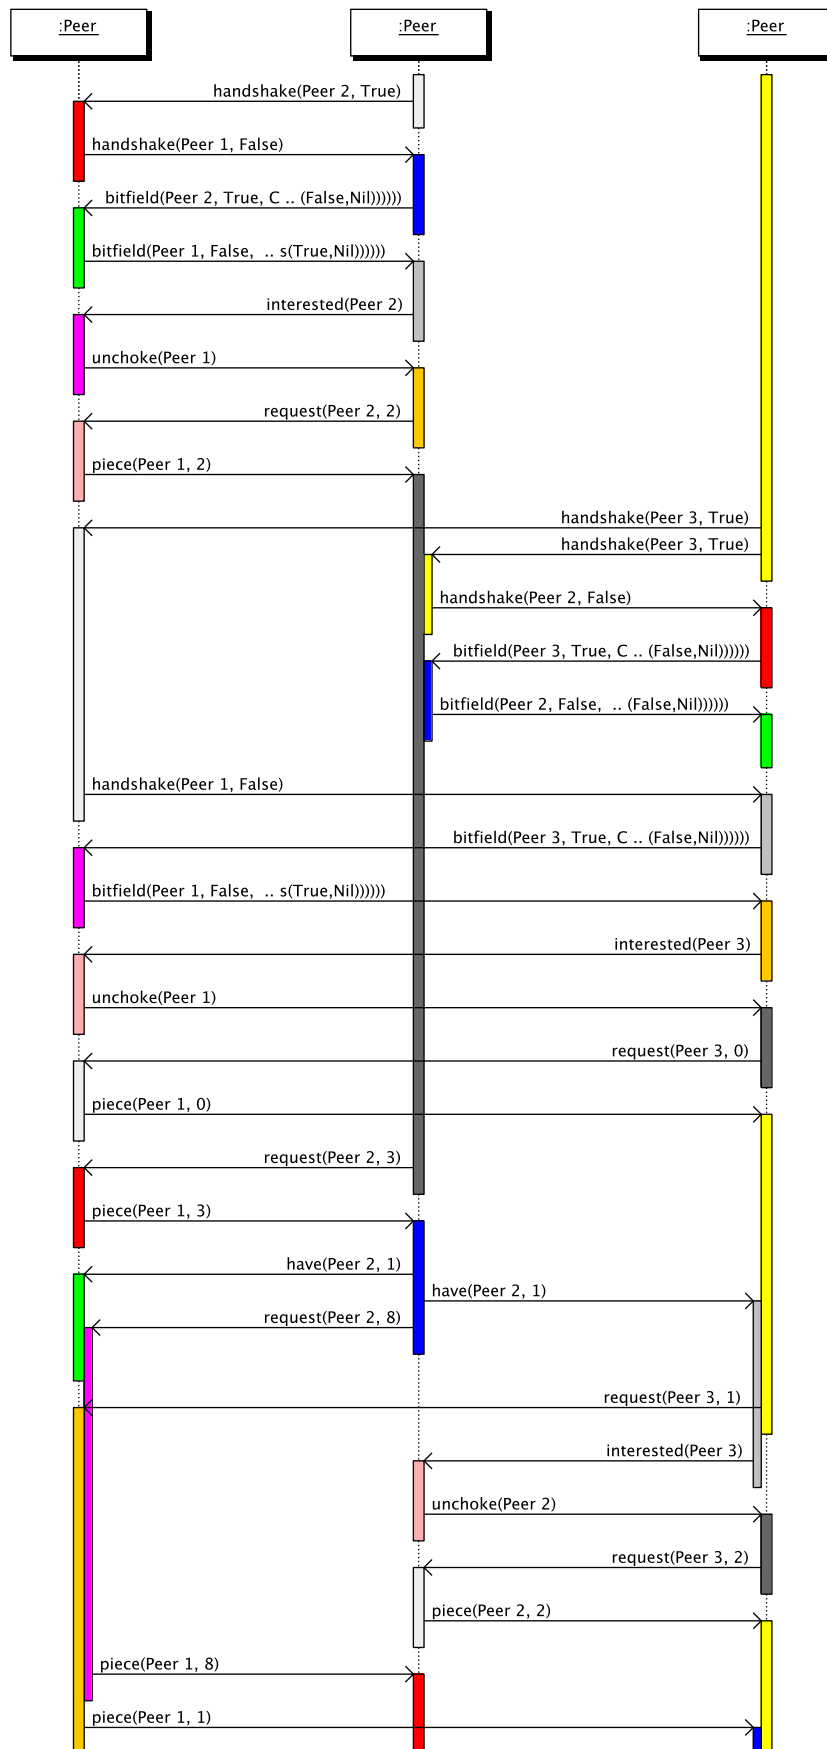 :Peer
:Peer
:Peer
handshake(Peer 2, True)
handshake(Peer 1, False)
bitfield(Peer 2, True, C .. (False,Nil))))))
bitfield(Peer 1, False,  .. s(True,Nil))))))
interested(Peer 2)
unchoke(Peer 1)
request(Peer 2, 2)
piece(Peer 1, 2)
handshake(Peer 3, True)
handshake(Peer 3, True)
handshake(Peer 2, False)
bitfield(Peer 3, True, C .. (False,Nil))))))
bitfield(Peer 2, False,  .. (False,Nil))))))
handshake(Peer 1, False)
bitfield(Peer 3, True, C .. (False,Nil))))))
bitfield(Peer 1, False,  .. s(True,Nil))))))
interested(Peer 3)
unchoke(Peer 1)
request(Peer 3, 0)
piece(Peer 1, 0)
request(Peer 2, 3)
piece(Peer 1, 3)
have(Peer 2, 1)
have(Peer 2, 1)
request(Peer 2, 8)
request(Peer 3, 1)
interested(Peer 3)
unchoke(Peer 2)
request(Peer 3, 2)
piece(Peer 2, 2)
piece(Peer 1, 8)
piece(Peer 1, 1)